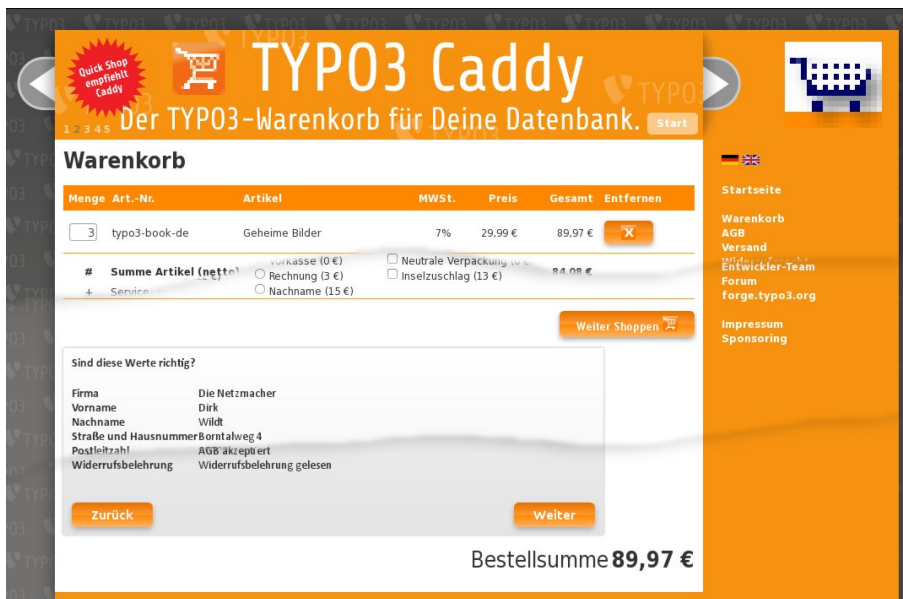 Quick Shop
empfiehlt
Caddy
TYPO3 Caddy
Der TYPO3-Warenkorb für Deine Datenbank.
1 2 3 4 5
Start
Warenkorb
Menge Art.-Nr. Artikel MWSt. Preis Gesamt Entfernen
3 typo3-book-de Geheime Bilder 7% 29,99 € 89,97 € X
Vorkasse (0 €) Neutrale Verpackung
# Summe Artikel (netto) Rechnung (3 €) Inselzuschlag (13 €) 84,08 €
+ Service Nachname (15 €)
Weiter Shoppen
Sind diese Werte richtig?
Firma Die Netzmacher
Vorname Dirk
Nachname Wildt
Straße und Hausnummer Borntalweg 4
Postleitzahl AGB akzeptiert
Widerrufsbelehrung Widerrufsbelehrung gelesen
Zurück Weiter
Bestellsumme 89,97 €
Startseite
Warenkorb
AGB
Versand
Widerrufsrecht
Entwickler-Team
Forum
forge.typo3.org
Impressum
Sponsoring